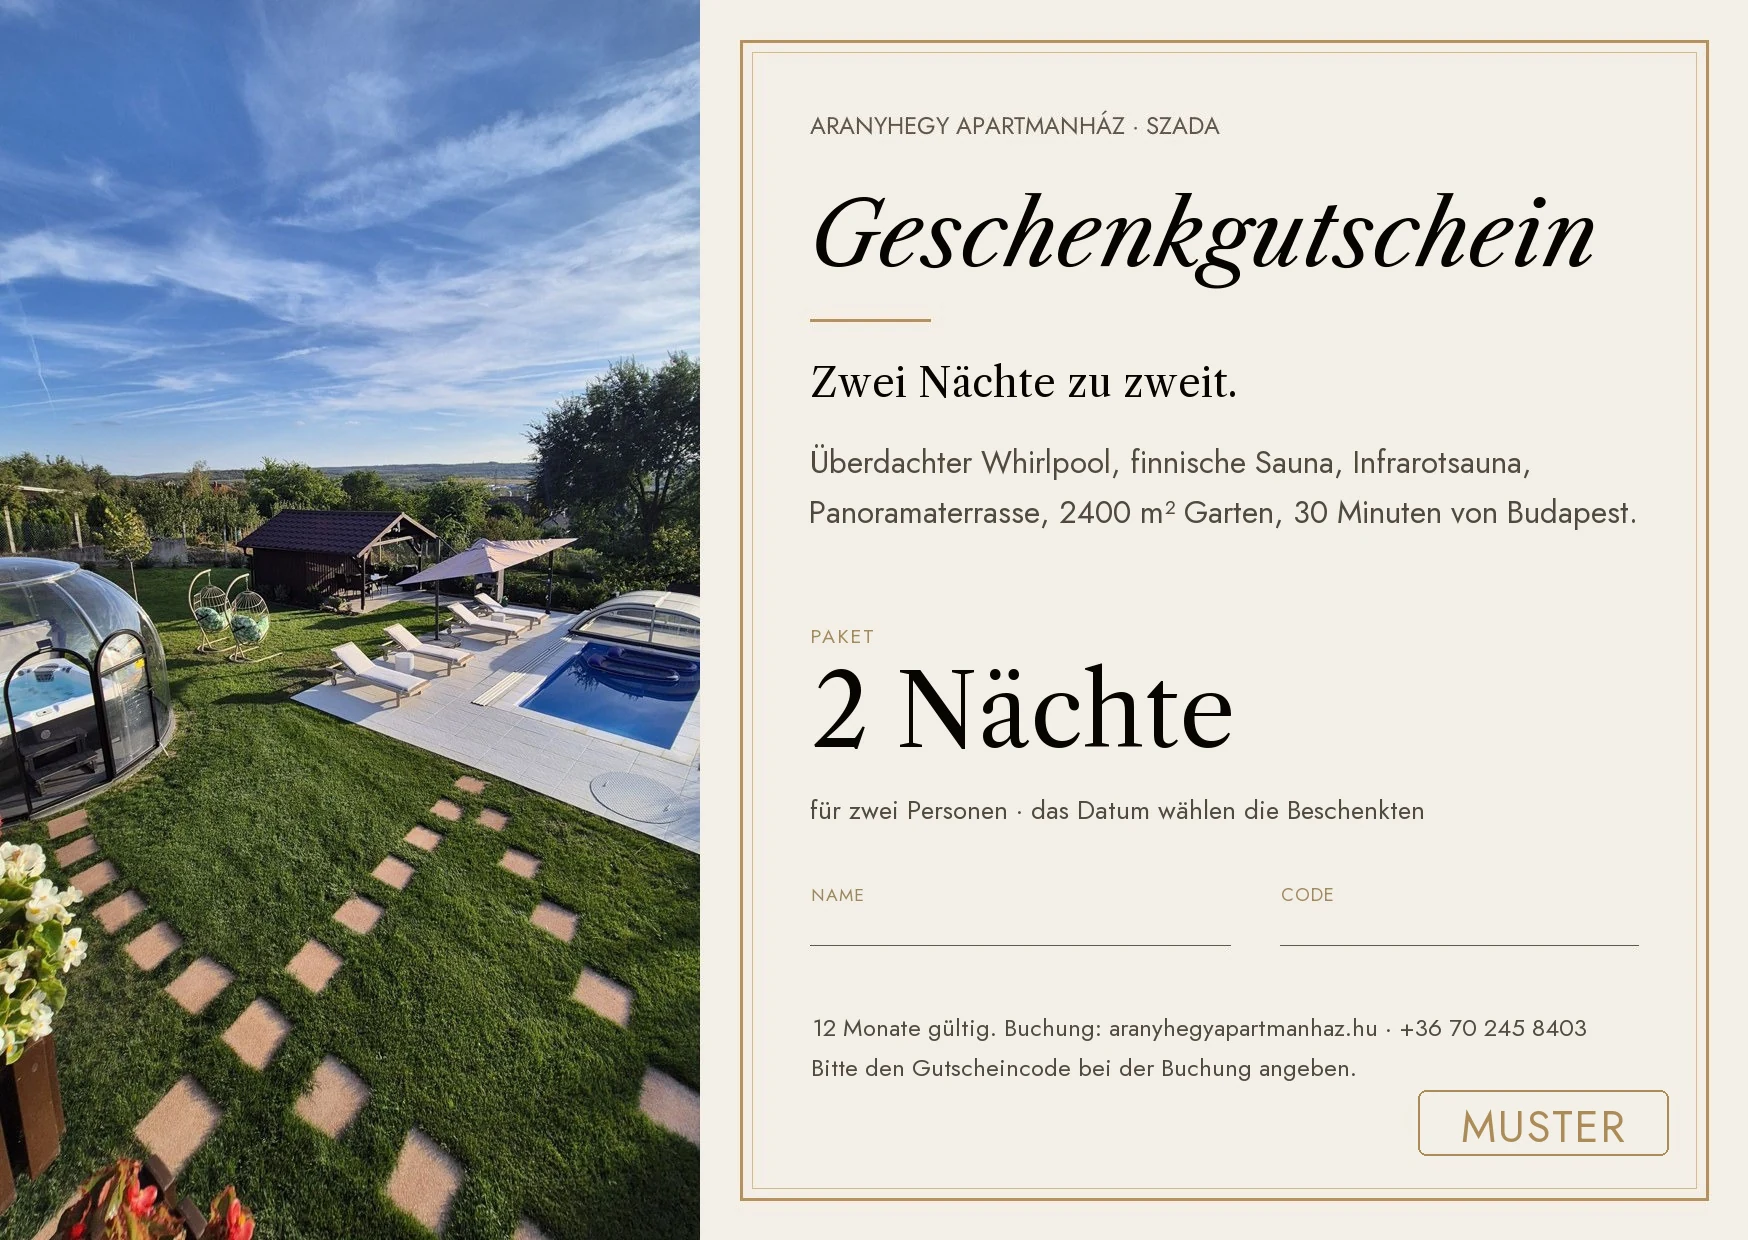 ARANYHEGY APARTMANHÁZ · SZADA
Geschenkgutschein
Zwei Nächte zu zweit.
Überdachter Whirlpool, finnische Sauna, Infrarotsauna,
Panoramaterrasse, 2400 m² Garten, 30 Minuten von Budapest.
PAKET
2 Nächte
für zwei Personen · das Datum wählen die Beschenkten
NAME
CODE
12 Monate gültig. Buchung: aranyhegyapartmanhaz.hu · +36 70 245 8403
Bitte den Gutscheincode bei der Buchung angeben.
MUSTER